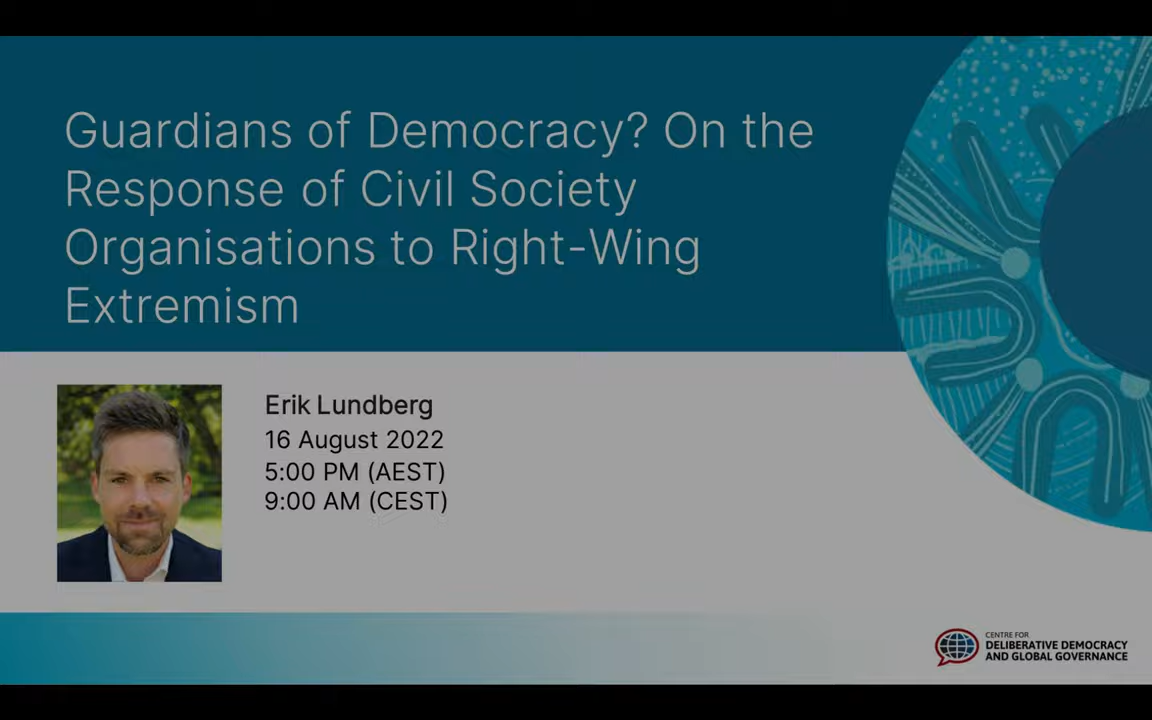 Guardians of Democracy? On the
Response of Civil Society
Organisations to Right-Wing
Extremism
Erik Lundberg
16 August 2022
5:00 PM (AEST)
9:00 AM (CEST)
CENTRE FOR
DELIBERATIVE DEMOCRACY
AND GLOBAL GOVERNANCE